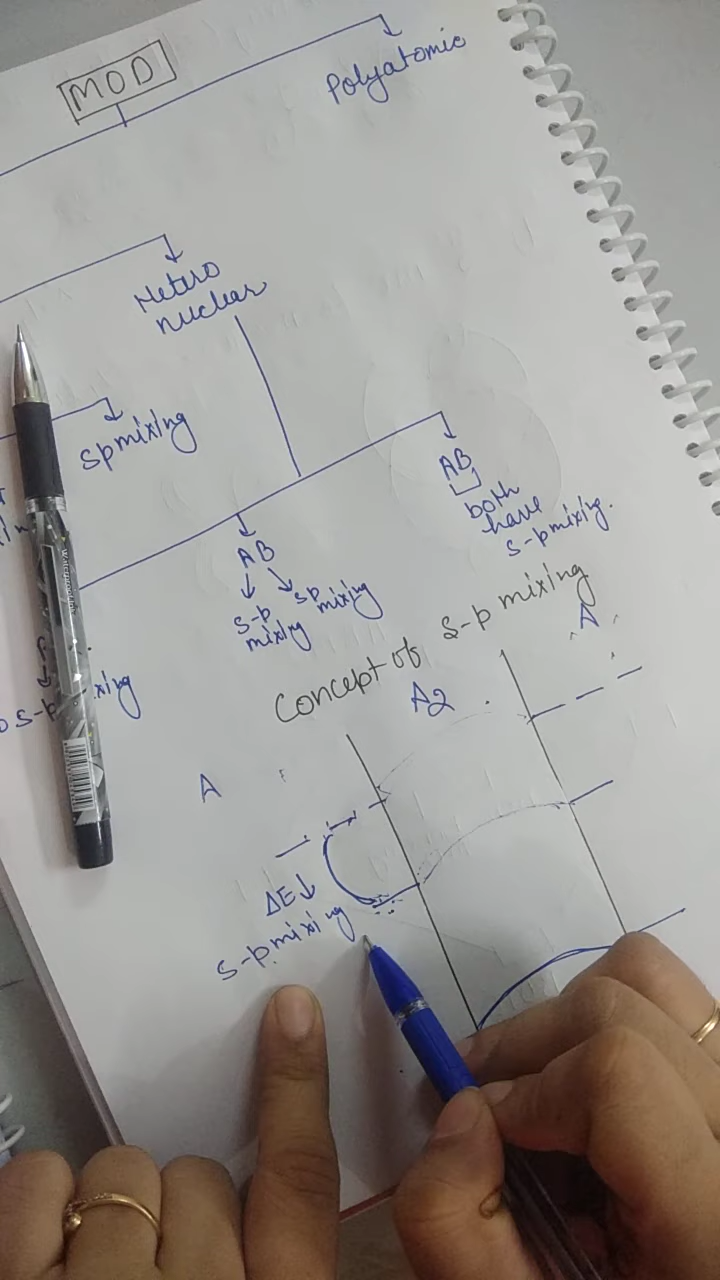 MOD
Polyatomic
Hetero
nuclear
Sp mixing
AB
both
have
s-p mixing.
AB
s-p
mixing
sp
mixing
xing
Concept of s-p mixing
A
A2
A
ΔE↓
s-p mixing